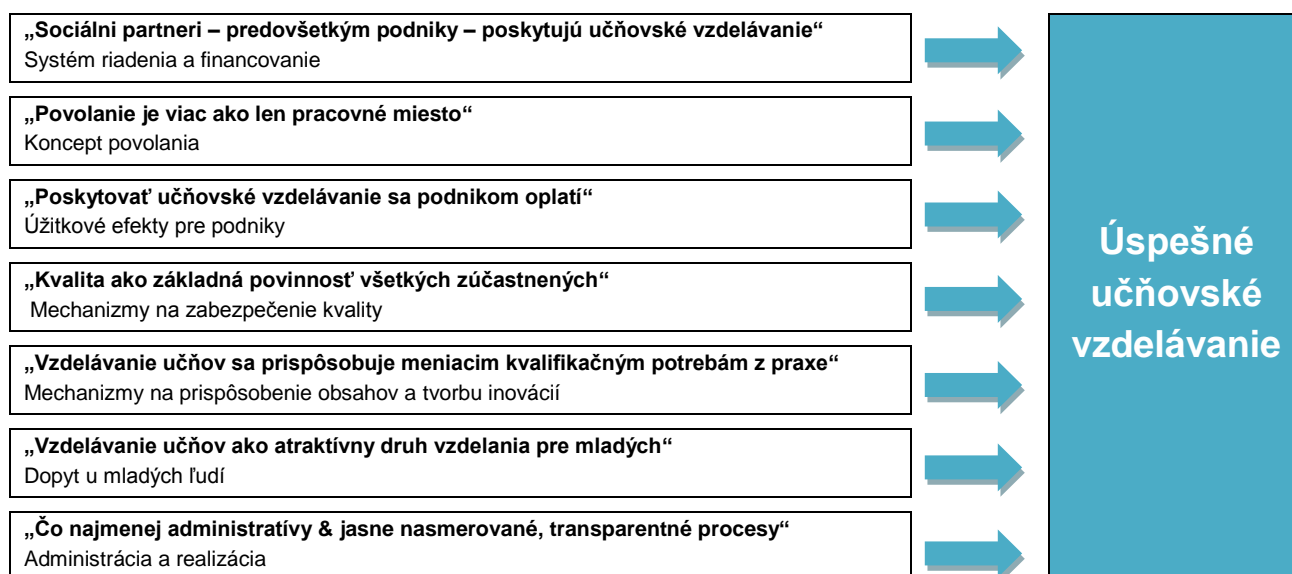 „Sociálni partneri – predovšetkým podniky – poskytujú učňovské vzdelávanie“
Systém riadenia a financovanie
„Povolanie je viac ako len pracovné miesto“
Koncept povolania
„Poskytovať učňovské vzdelávanie sa podnikom oplatí“
Úžitkové efekty pre podniky
„Kvalita ako základná povinnosť všetkých zúčastnených“
Mechanizmy na zabezpečenie kvality
„Vzdelávanie učňov sa prispôsobuje meniacim kvalifikačným potrebám z praxe“
Mechanizmy na prispôsobenie obsahov a tvorbu inovácií
„Vzdelávanie učňov ako atraktívny druh vzdelania pre mladých“
Dopyt u mladých ľudí
„Čo najmenej administratívy & jasne nasmerované, transparentné procesy“
Administrácia a realizácia
Úspešné
učňovské
vzdelávanie